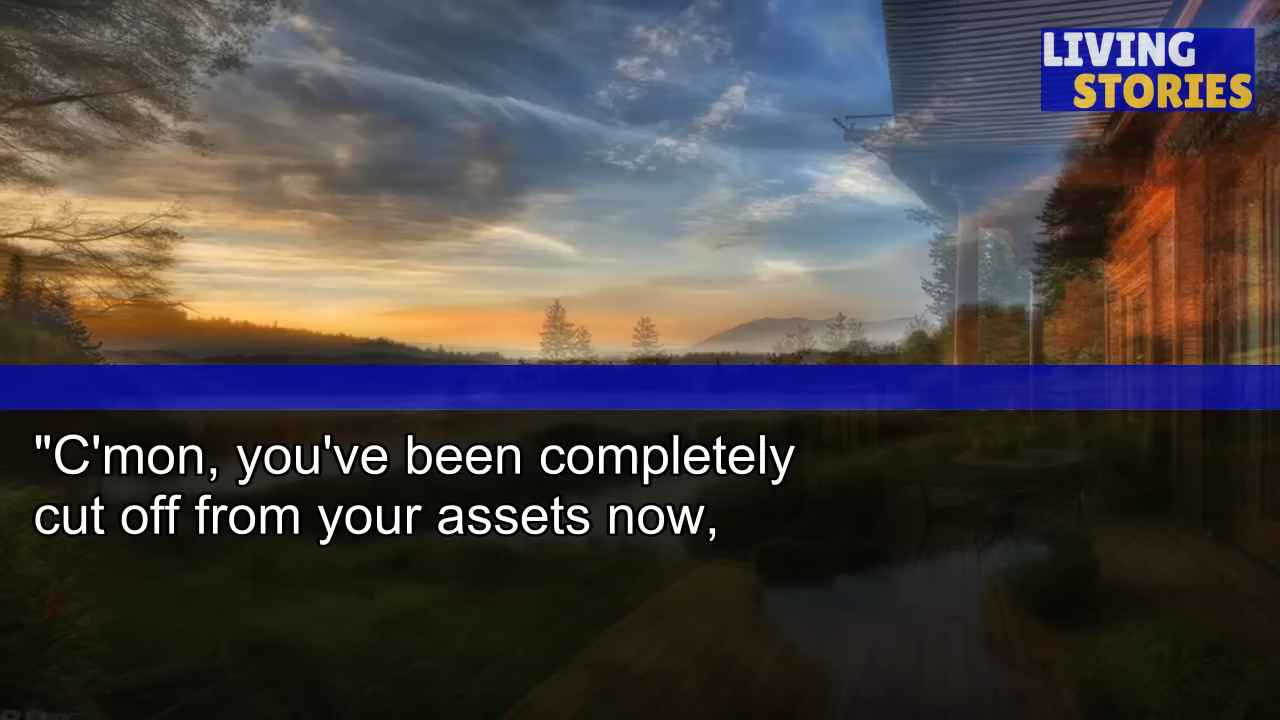 LIVING
STORIES
"C'mon, you've been completely
cut off from your assets now,